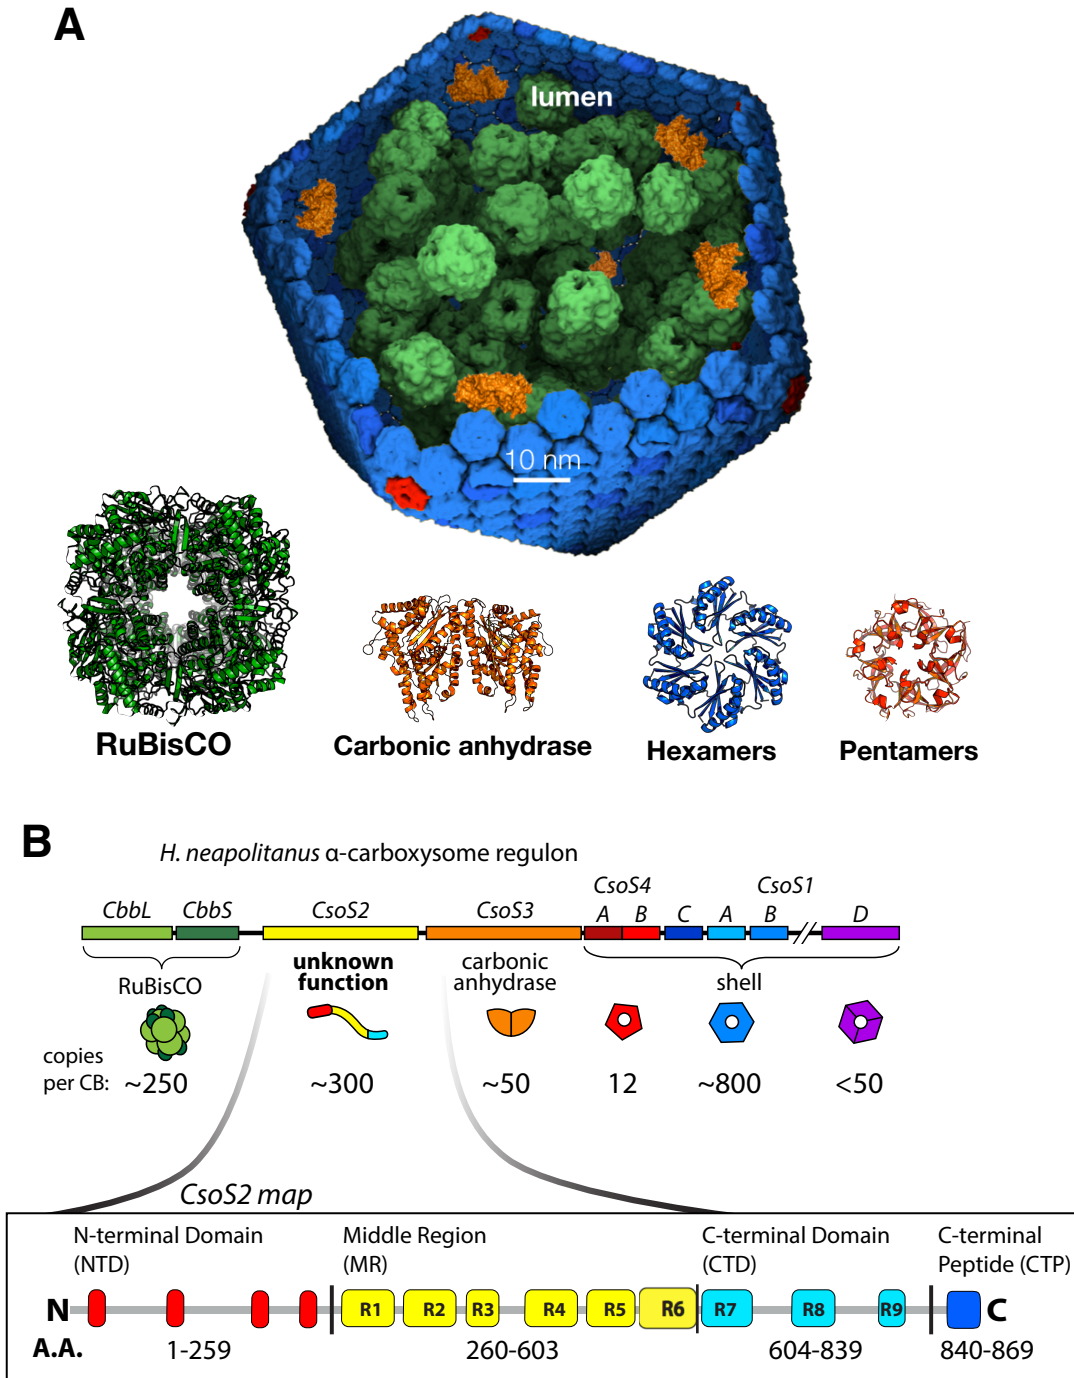 A
lumen
10 nm
RuBisCO
Carbonic anhydrase
Hexamers
Pentamers
B
H. neapolitanus α-carboxysome regulon
CsoS4
CsoS1
CbbL
CbbS
CsoS2
CsoS3
A
B
C
A
B
D
RuBisCO
unknown
function
carbonic
anhydrase
shell
copies
per CB:
~250
~300
~50
12
~800
<50
CsoS2 map
N-terminal Domain
(NTD)
Middle Region
(MR)
C-terminal Domain
(CTD)
C-terminal
Peptide (CTP)
N
R1
R2
R3
R4
R5
R6
R7
R8
R9
C
A.A.
1-259
260-603
604-839
840-869